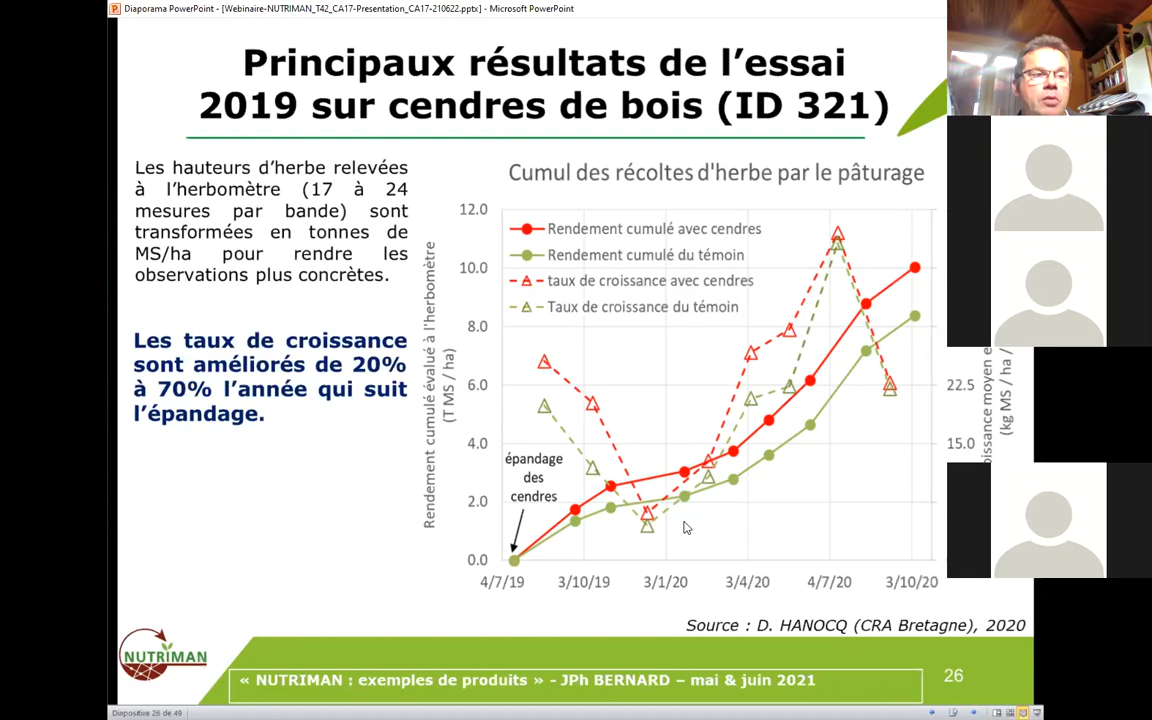 Diaporama PowerPoint - [Webinaire-NUTRIMAN_T42_CA17-Presentation_CA17-210622.pptx] - Microsoft PowerPoint
Principaux résultats de l’essai
2019 sur cendres de bois (ID 321)
Les hauteurs d’herbe relevées
à l’herbomètre (17 à 24
mesures par bande) sont
transformées en tonnes de
MS/ha pour rendre les
observations plus concrètes.
Les taux de croissance
sont améliorés de 20%
à 70% l’année qui suit
l’épandage.
Cumul des récoltes d'herbe par le pâturage
Rendement cumulé évalué à l'herbomètre
(T MS / ha)
12.0
10.0
8.0
6.0
4.0
2.0
0.0
Rendement cumulé avec cendres
Rendement cumulé du témoin
taux de croissance avec cendres
Taux de croissance du témoin
épandage
des
cendres
4/7/19
3/10/19
3/1/20
3/4/20
4/7/20
3/10/20
22.5
15.0
oissance moyen e
(kg MS / ha /
Source : D. HANOCQ (CRA Bretagne), 2020
NUTRIMAN
« NUTRIMAN : exemples de produits » - JPh BERNARD – mai & juin 2021
26
Diapositive 26 de 49